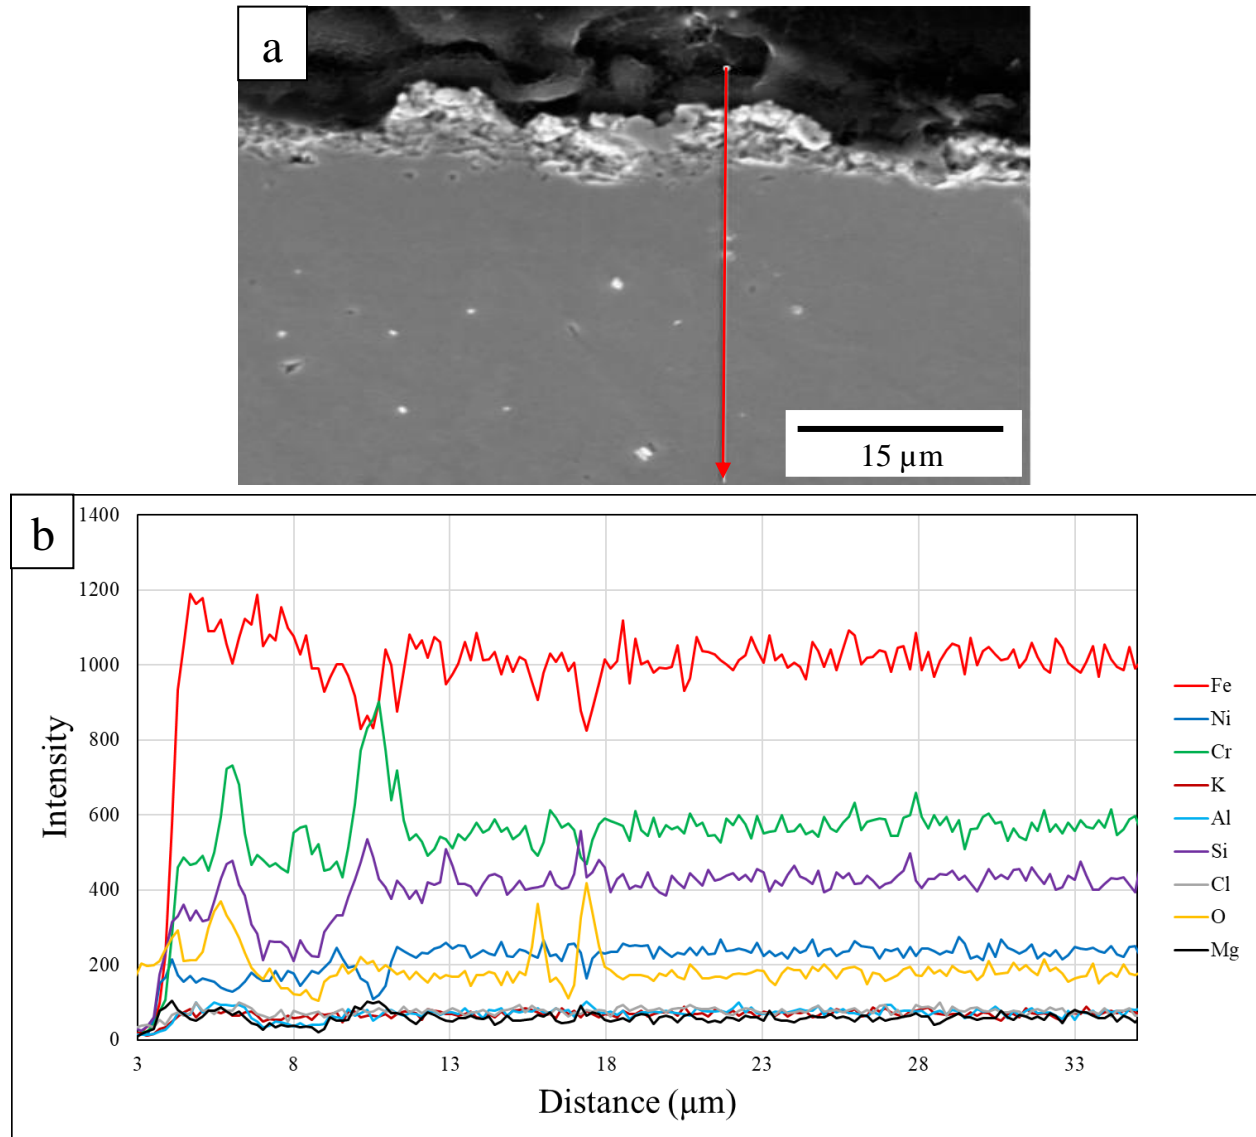 a
15 µm
b
1400
1200
1000
800
600
400
200
0
Intensity
3 8 13 18 23 28 33
Distance (µm)
Fe
Ni
Cr
K
Al
Si
Cl
O
Mg